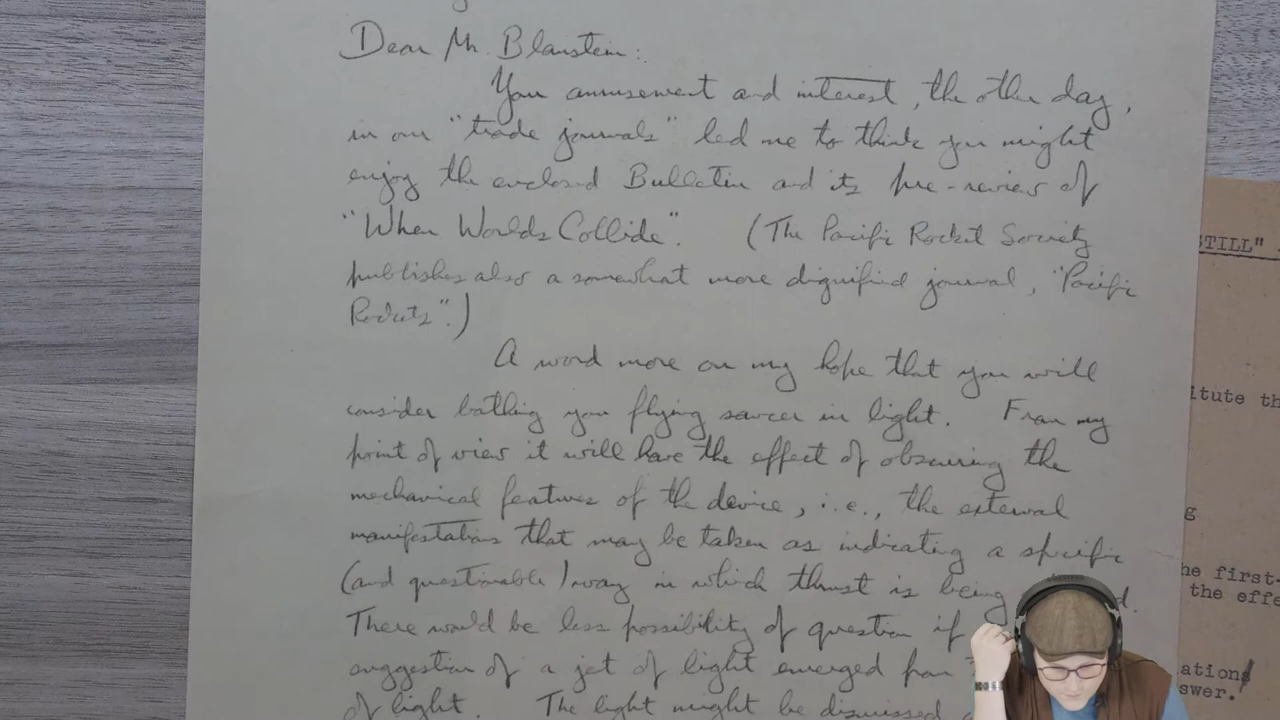 Dear Mr. Blaustein:
Your amusement and interest, the other day,
in our "trade journals" led me to think you might
enjoy the enclosed Bulletin and its pre-review of
"When Worlds Collide". (The Pacific Rocket Society
publishes also a somewhat more dignified journal, "Pacific
Rockets".)
A word more on my hope that you will
consider bathing your flying saucer in light. From my
point of view it will have the effect of obscuring the
mechanical features of the device, i.e., the external
manifestations that may be taken as indicating a specific
(and questionable) way in which thrust is being
There would be less possibility of question if
suggestion of a jet of light emerged from
of light. The light might be dismissed
STILL"
itute th
g
he first-
the effe
ations
swer.